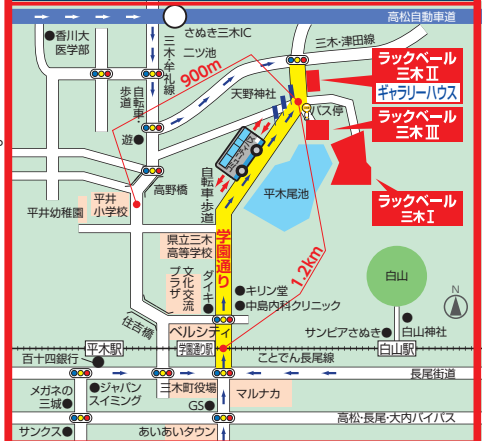 高松自動車道
香川大
医学部
さぬき三木IC
三木・牟礼線
二ツ池
三木・津田線
900m
天野神社
自転車・
歩道
遊
バス停
ラックベール
三木Ⅱ
ギャラリーハウス
ラックベール
三木Ⅲ
ラックベール
三木Ⅰ
コミュニティバス
高野橋
自転車・歩道
平木尾池
平井幼稚園
平井
小学校
県立三木
高等学校
学園通り
1.2km
文化交流
プラザ
ダイキ
キリン堂
中島内科クリニック
白山
N
住吉橋
ベルシティ
サンピアさぬき
白山神社
平木駅
学園通り駅
ことでん長尾線
白山駅
百十四銀行
長尾街道
メガネの
三城
ジャパン
スイミング
三木町役場
マルナカ
GS
高松・長尾・大内バイパス
サンクス
あいあいタウン